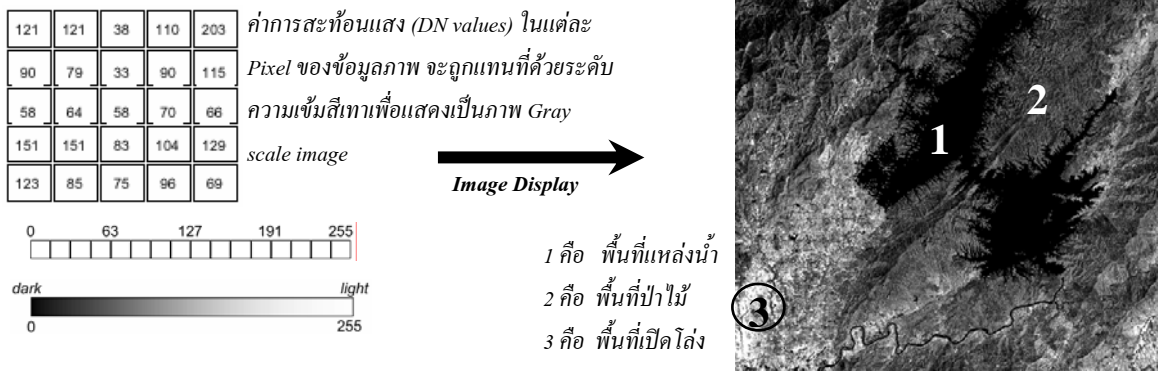 121 121 38 110 203
90 79 33 90 115
58 64 58 70 66
151 151 83 104 129
123 85 75 96 69
ค่าการสะท้อนแสง (DN values) ในแต่ละ
Pixel ของข้อมูลภาพ จะถูกแทนที่ด้วยระดับ
ความเข้มสีเทาเพื่อแสดงเป็นภาพ Gray
scale image
Image Display
0 63 127 191 255
dark light
0 255
1 คือ พื้นที่แหล่งน้ำ
2 คือ พื้นที่ป่าไม้
3 คือ พื้นที่เปิดโล่ง
2
1
3